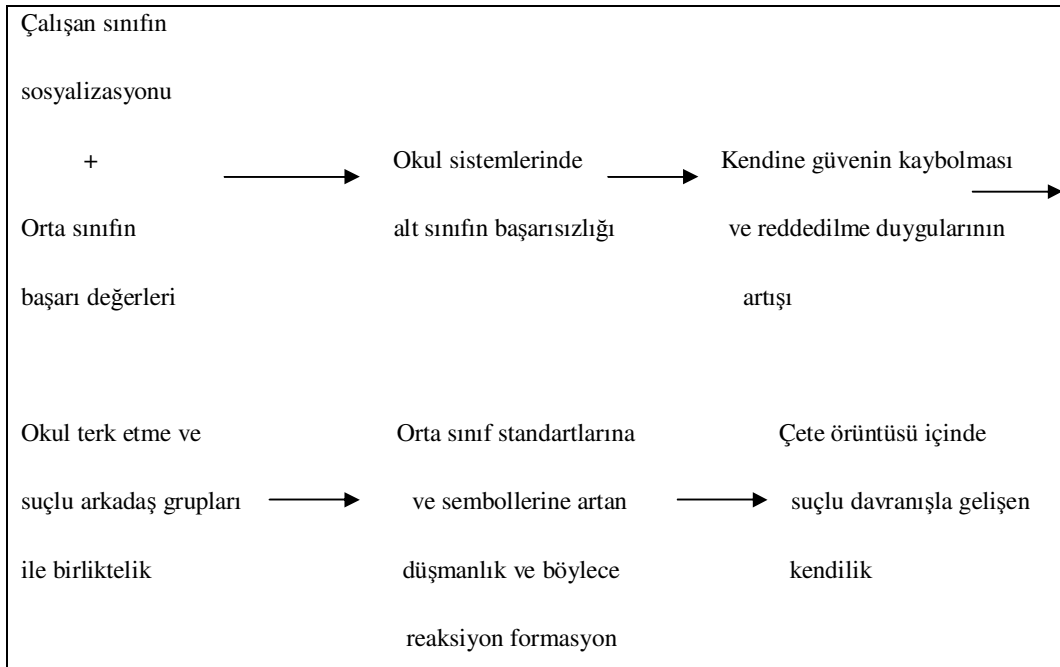 Çalışan sınıfın
sosyalizasyonu
+
Orta sınıfın
başarı değerleri
Okul sistemlerinde
alt sınıfın başarısızlığı
Kendine güvenin kaybolması
ve reddedilme duygularının
artışı
Okul terk etme ve
suçlu arkadaş grupları
ile birliktelik
Orta sınıf standartlarına
ve sembollerine artan
düşmanlık ve böylece
reaksiyon formasyon
Çete örüntüsü içinde
suçlu davranışla gelişen
kendilik